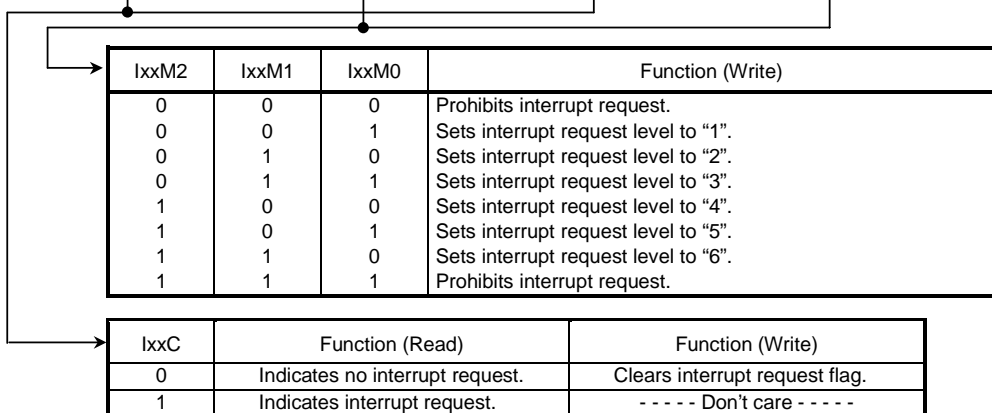 IxxM2 IxxM1 IxxM0 Function (Write)
0 0 0 Prohibits interrupt request.
0 0 1 Sets interrupt request level to “1”.
0 1 0 Sets interrupt request level to “2”.
0 1 1 Sets interrupt request level to “3”.
1 0 0 Sets interrupt request level to “4”.
1 0 1 Sets interrupt request level to “5”.
1 1 0 Sets interrupt request level to “6”.
1 1 1 Prohibits interrupt request.
IxxC Function (Read) Function (Write)
0 Indicates no interrupt request. Clears interrupt request flag.
1 Indicates interrupt request. - - - - - Don’t care - - - - -